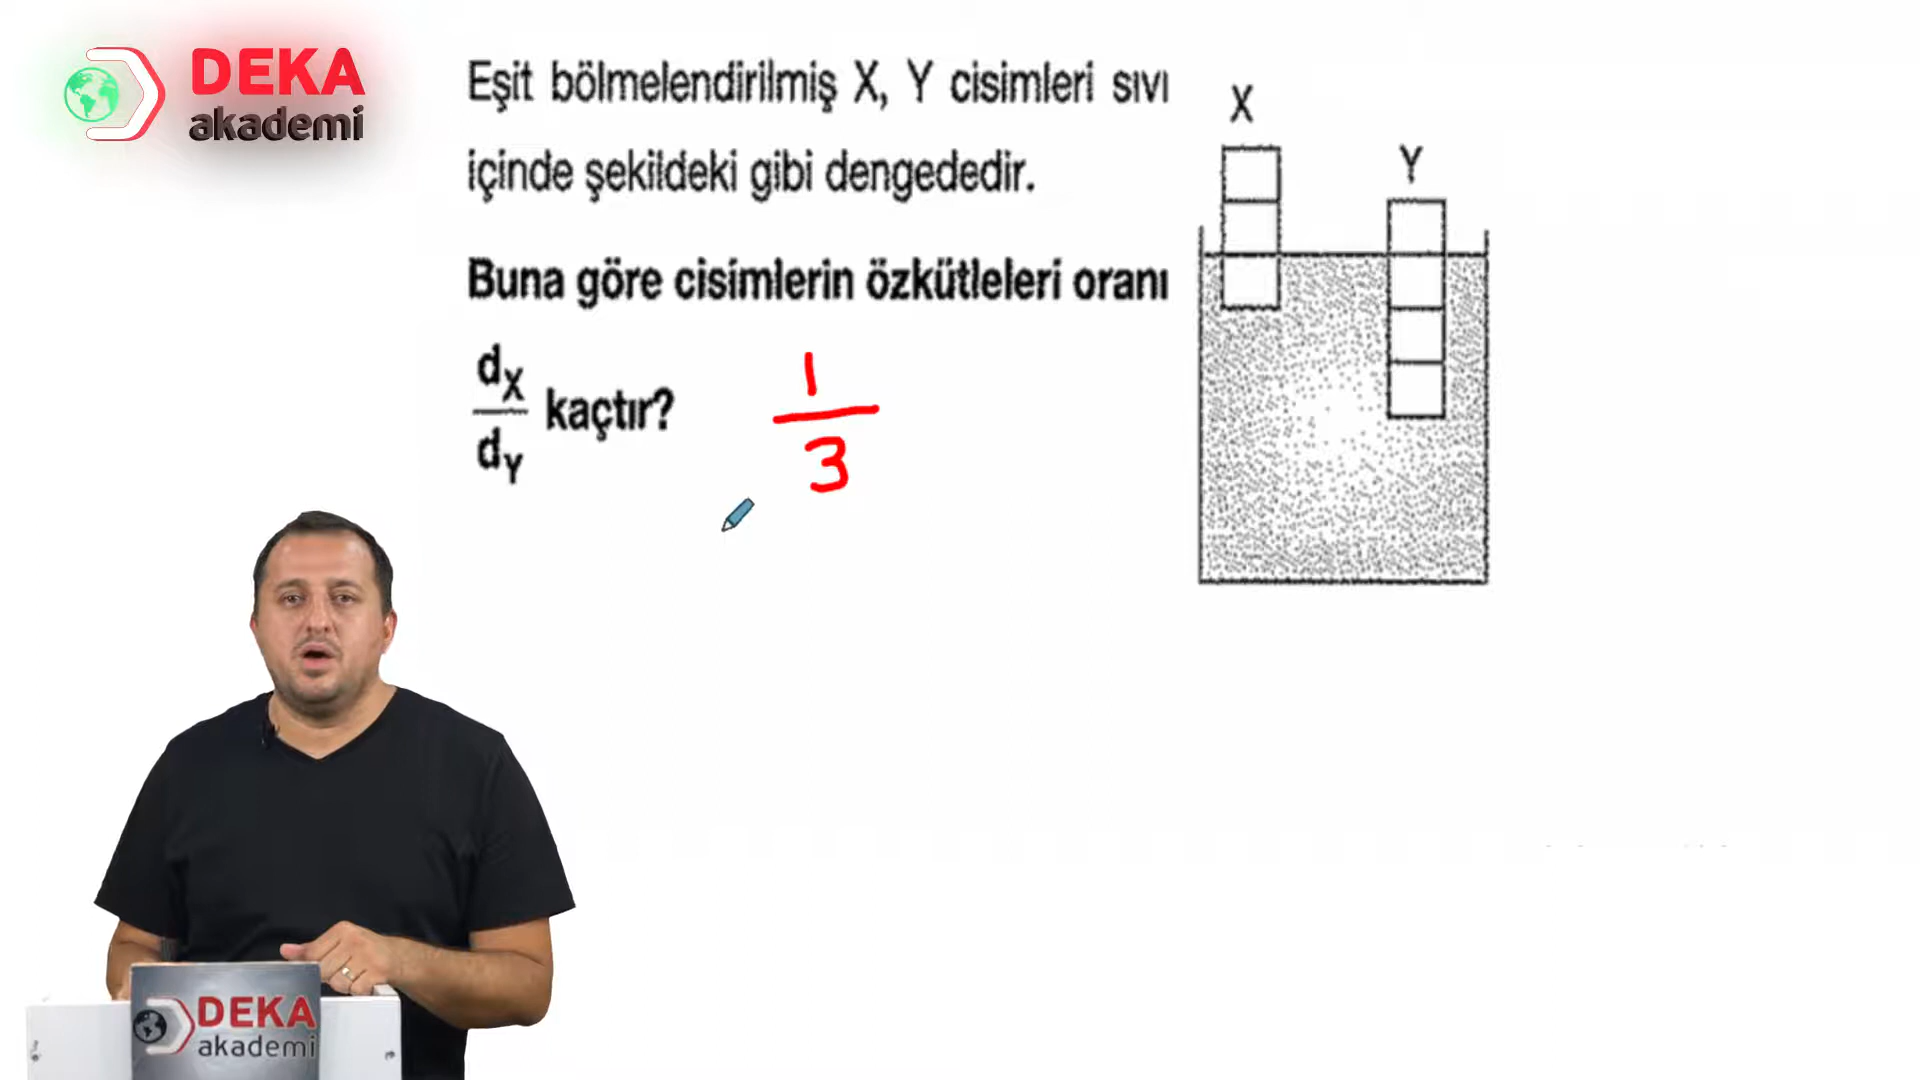 DEKA
akademi
Eşit bölmelendirilmiş X, Y cisimleri sıvı
içinde şekildeki gibi dengededir.
Buna göre cisimlerin özkütleleri oranı
dX
dY
kaçtır?
1
3
X
Y
DEKA
akademi